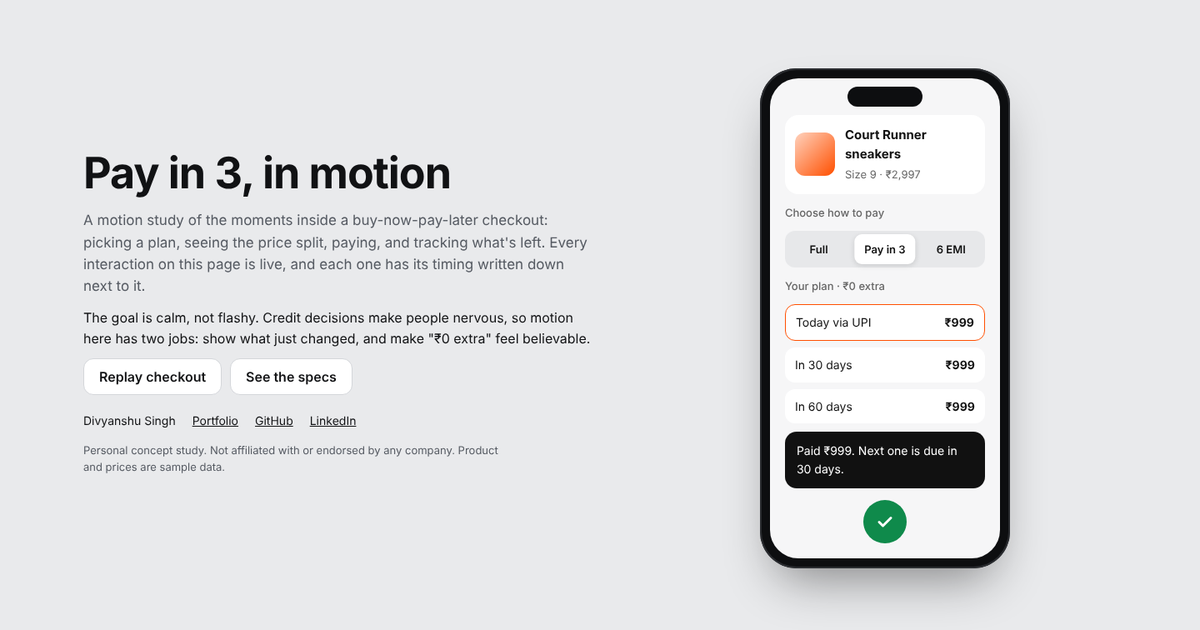 Pay in 3, in motion
A motion study of the moments inside a buy-now-pay-later checkout:
picking a plan, seeing the price split, paying, and tracking what's left. Every
interaction on this page is live, and each one has its timing written down
next to it.
The goal is calm, not flashy. Credit decisions make people nervous, so motion
here has two jobs: show what just changed, and make "₹0 extra" feel believable.
Replay checkout See the specs
Divyanshu Singh Portfolio GitHub LinkedIn
Personal concept study. Not affiliated with or endorsed by any company. Product
and prices are sample data.
Court Runner
sneakers
Size 9 · ₹2,997
Choose how to pay
Full Pay in 3 6 EMI
Your plan · ₹0 extra
Today via UPI ₹999
In 30 days ₹999
In 60 days ₹999
Paid ₹999. Next one is due in
30 days.